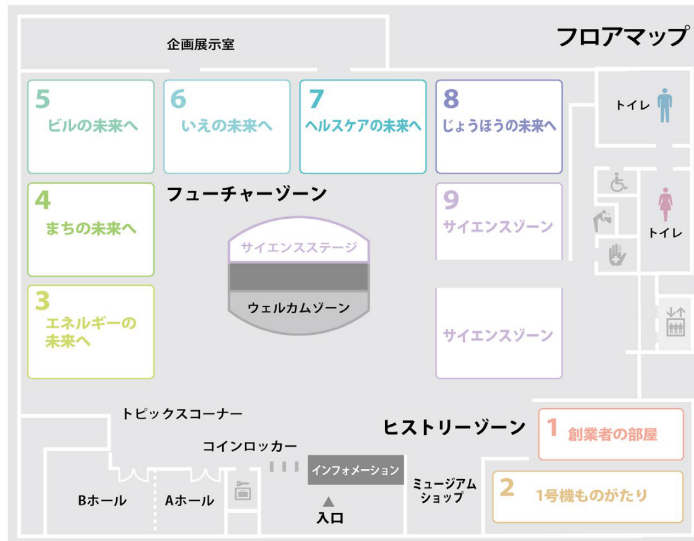 フロアマップ
企画展示室
5
ビルの未来へ
6
いえの未来へ
7
ヘルスケアの未来へ
8
じょうほうの未来へ
トイレ
4
まちの未来へ
フューチャーゾーン
9
サイエンスゾーン
トイレ
サイエンスステージ
ウェルカムゾーン
3
エネルギーの
未来へ
サイエンスゾーン
トピックスコーナー
コインロッカー
ヒストリーゾーン
1
創業者の部屋
Bホール
Aホール
インフォメーション
入口
ミュージアム
ショップ
2
1号機ものがたり